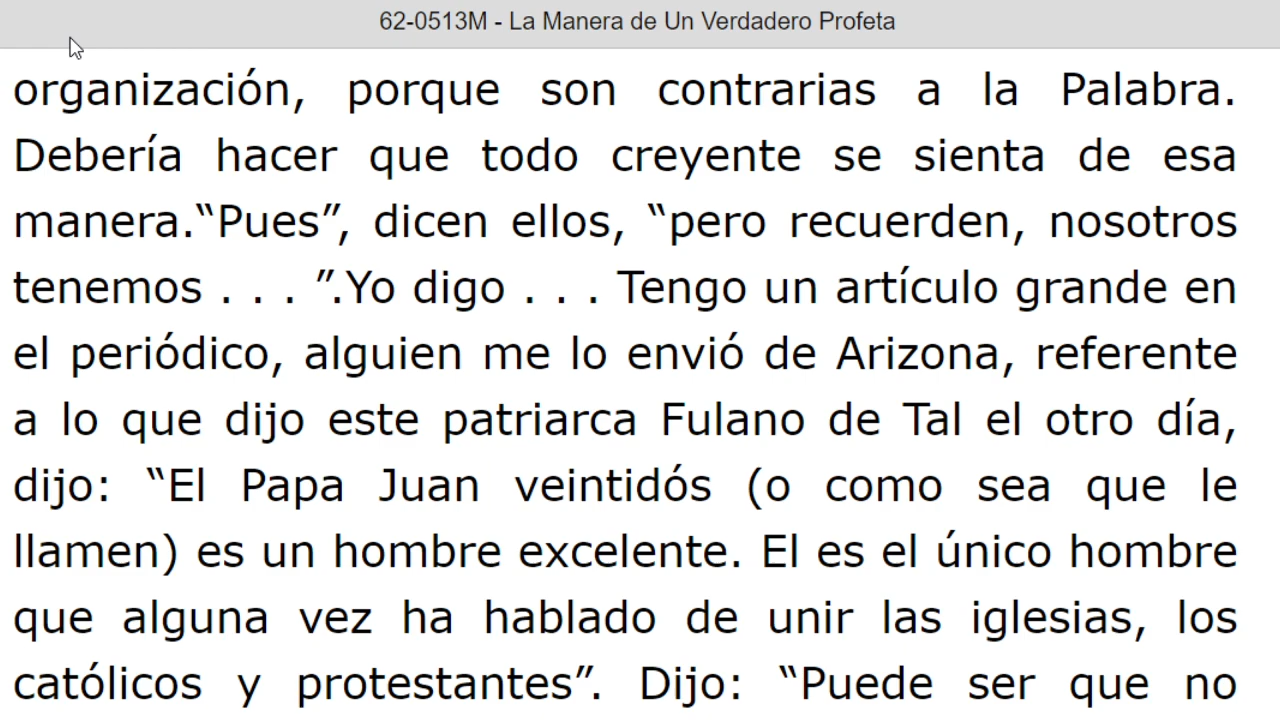 62-0513M - La Manera de Un Verdadero Profeta
organización, porque son contrarias a la Palabra.
Debería hacer que todo creyente se sienta de esa
manera.“Pues”, dicen ellos, “pero recuerden, nosotros
tenemos . . . ”.Yo digo . . . Tengo un artículo grande en
el periódico, alguien me lo envió de Arizona, referente
a lo que dijo este patriarca Fulano de Tal el otro día,
dijo: “El Papa Juan veintidós (o como sea que le
llamen) es un hombre excelente. El es el único hombre
que alguna vez ha hablado de unir las iglesias, los
católicos y protestantes”. Dijo: “Puede ser que no